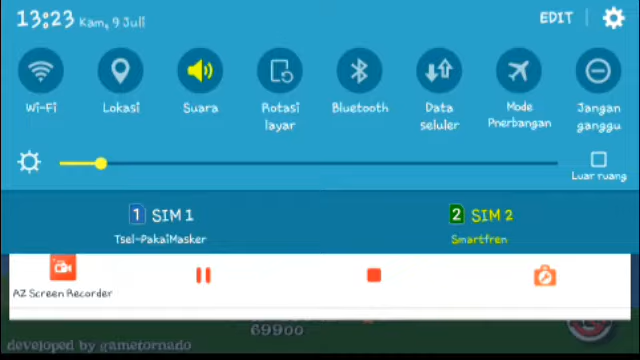 13:23 Kam, 9 Juli EDIT
Wi-Fi Lokasi Suara Rotasi layar Bluetooth Data seluler Mode Pnerbangan Jangan ganggu
Luar ruang
1 SIM 1 2 SIM 2
Tsel-PakaiMasker Smartfren
AZ Screen Recorder
69900
developed by gametornado